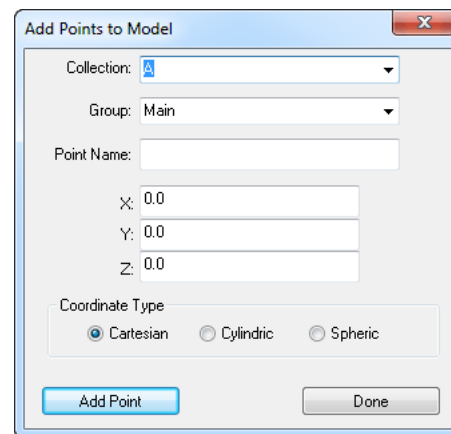 Add Points to Model
Collection: A
Group: Main
Point Name:
X: 0.0
Y: 0.0
Z: 0.0
Coordinate Type
Cartesian Cylindric Spheric
Add Point Done